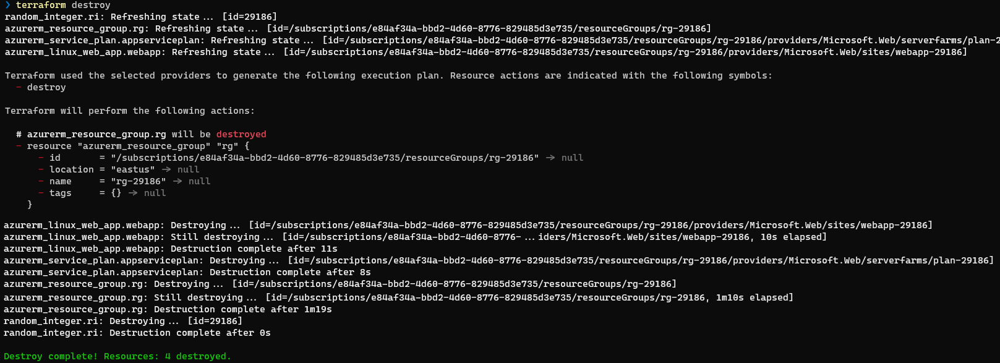 ❯ terraform destroy
random_integer.ri: Refreshing state... [id=29186]
azurerm_resource_group.rg: Refreshing state... [id=/subscriptions/e84af34a-bbd2-4d60-8776-829485d3e735/resourceGroups/rg-29186]
azurerm_service_plan.appserviceplan: Refreshing state... [id=/subscriptions/e84af34a-bbd2-4d60-8776-829485d3e735/resourceGroups/rg-29186/providers/Microsoft.Web/serverfarms/plan-2
azurerm_linux_web_app.webapp: Refreshing state... [id=/subscriptions/e84af34a-bbd2-4d60-8776-829485d3e735/resourceGroups/rg-29186/providers/Microsoft.Web/sites/webapp-29186]
Terraform used the selected providers to generate the following execution plan. Resource actions are indicated with the following symbols:
- destroy
Terraform will perform the following actions:
# azurerm_resource_group.rg will be destroyed
- resource "azurerm_resource_group" "rg" {
- id       = "/subscriptions/e84af34a-bbd2-4d60-8776-829485d3e735/resourceGroups/rg-29186" -> null
- location = "eastus" -> null
- name     = "rg-29186" -> null
- tags     = {} -> null
}
azurerm_linux_web_app.webapp: Destroying... [id=/subscriptions/e84af34a-bbd2-4d60-8776-829485d3e735/resourceGroups/rg-29186/providers/Microsoft.Web/sites/webapp-29186]
azurerm_linux_web_app.webapp: Still destroying... [id=/subscriptions/e84af34a-bbd2-4d60-8776-...iders/Microsoft.Web/sites/webapp-29186, 10s elapsed]
azurerm_linux_web_app.webapp: Destruction complete after 11s
azurerm_service_plan.appserviceplan: Destroying... [id=/subscriptions/e84af34a-bbd2-4d60-8776-829485d3e735/resourceGroups/rg-29186/providers/Microsoft.Web/serverfarms/plan-29186]
azurerm_service_plan.appserviceplan: Destruction complete after 8s
azurerm_resource_group.rg: Destroying... [id=/subscriptions/e84af34a-bbd2-4d60-8776-829485d3e735/resourceGroups/rg-29186]
azurerm_resource_group.rg: Still destroying... [id=/subscriptions/e84af34a-bbd2-4d60-8776-829485d3e735/resourceGroups/rg-29186, 1m10s elapsed]
azurerm_resource_group.rg: Destruction complete after 1m19s
random_integer.ri: Destroying... [id=29186]
random_integer.ri: Destruction complete after 0s
Destroy complete! Resources: 4 destroyed.